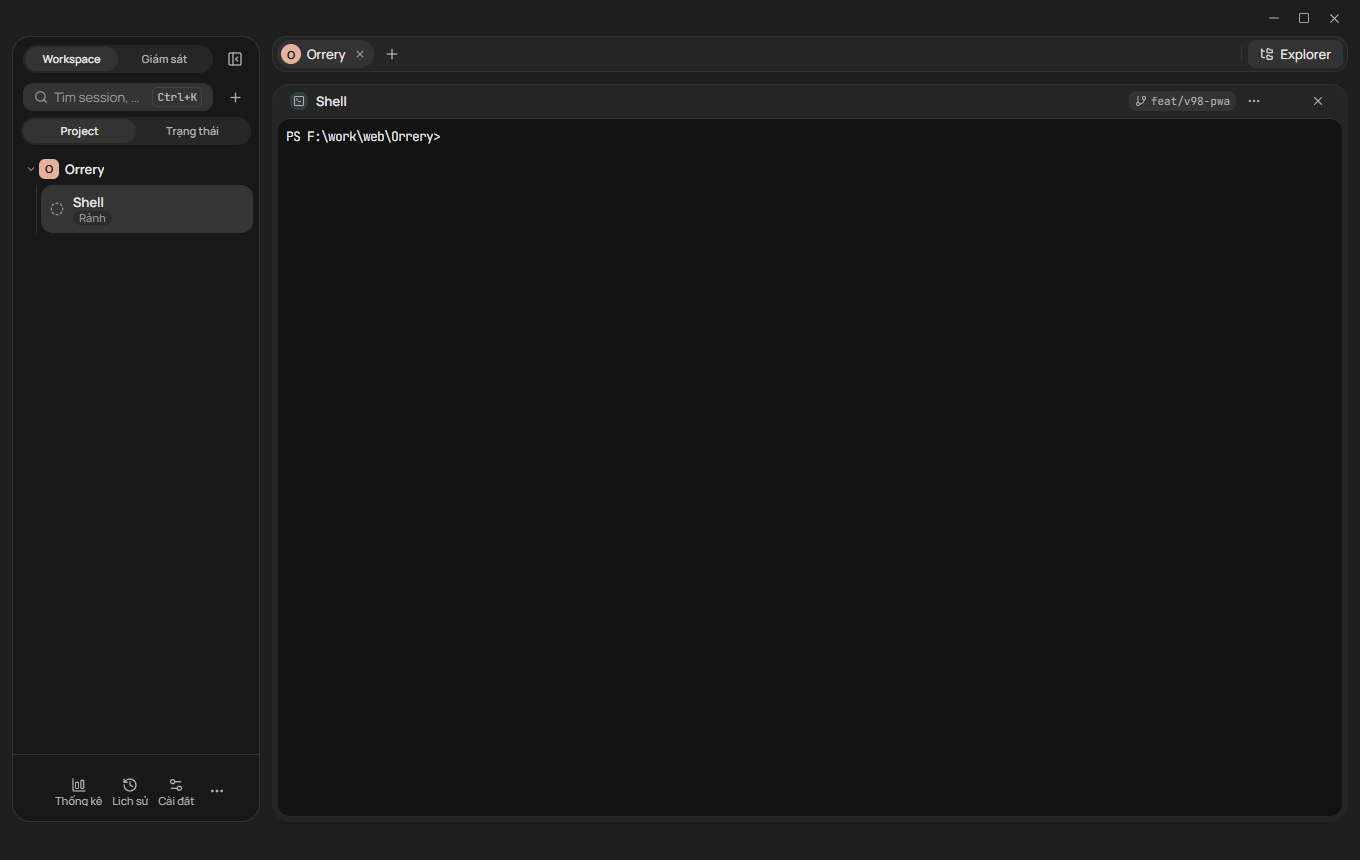 Workspace
Giám sát
Tìm session, ...
Ctrl+K
Project
Trạng thái
O
Orrery
Shell
Rảnh
Thống kê
Lịch sử
Cài đặt
O
Orrery
Explorer
Shell
feat/v98-pwa
PS F:\work\web\Orrery>